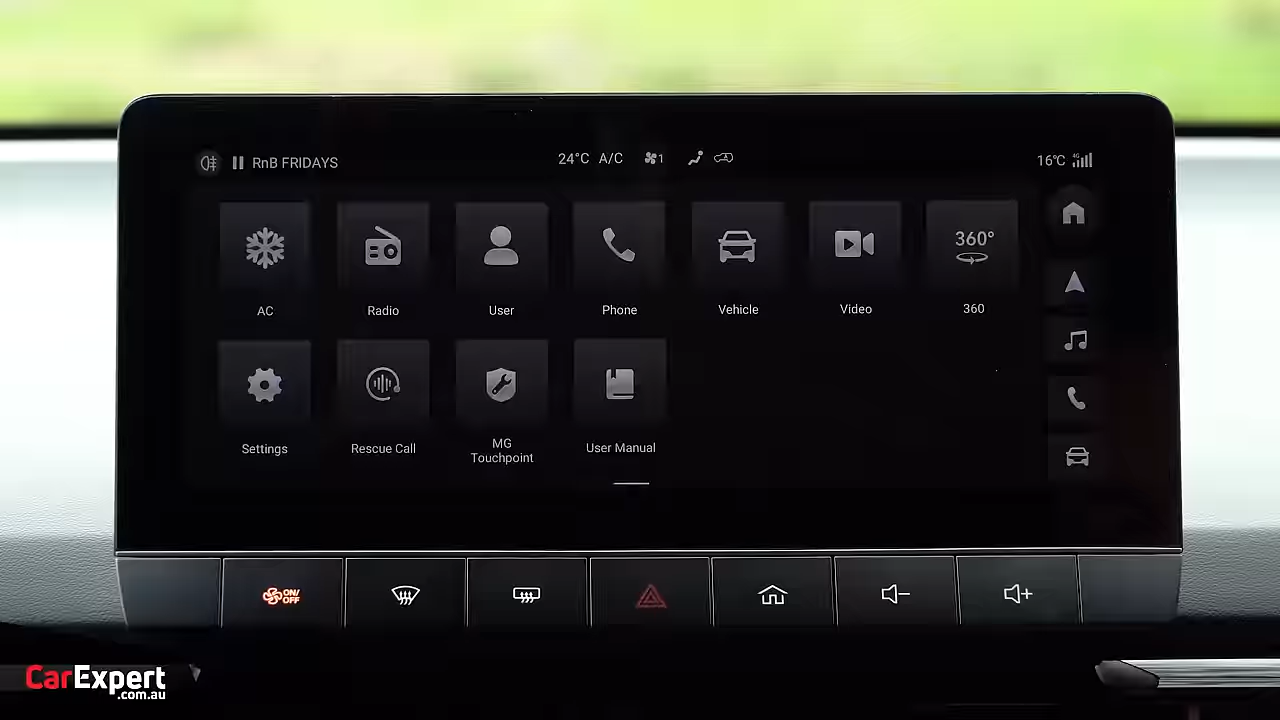 RnB FRIDAYS
24°C A/C 1
16°C 4G
360°
AC
Radio
User
Phone
Vehicle
Video
360
Settings
Rescue Call
MG
Touchpoint
User Manual
ON/
OFF
CarExpert
.com.au